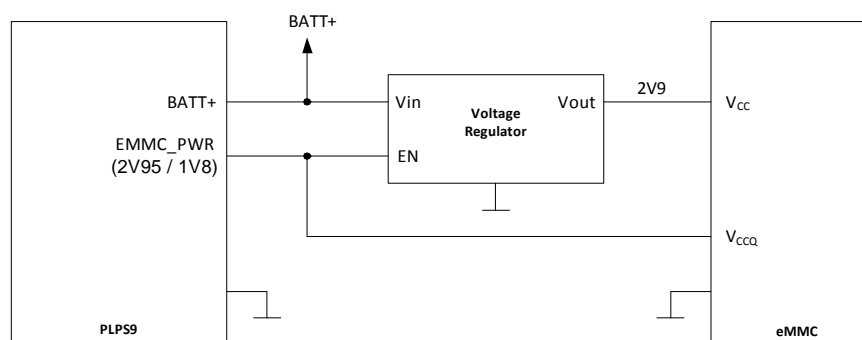 BATT+
BATT+
Vin
Vout
2V9
VCC
Voltage
Regulator
EMMC_PWR
(2V95 / 1V8)
EN
VCCQ
PLPS9
eMMC